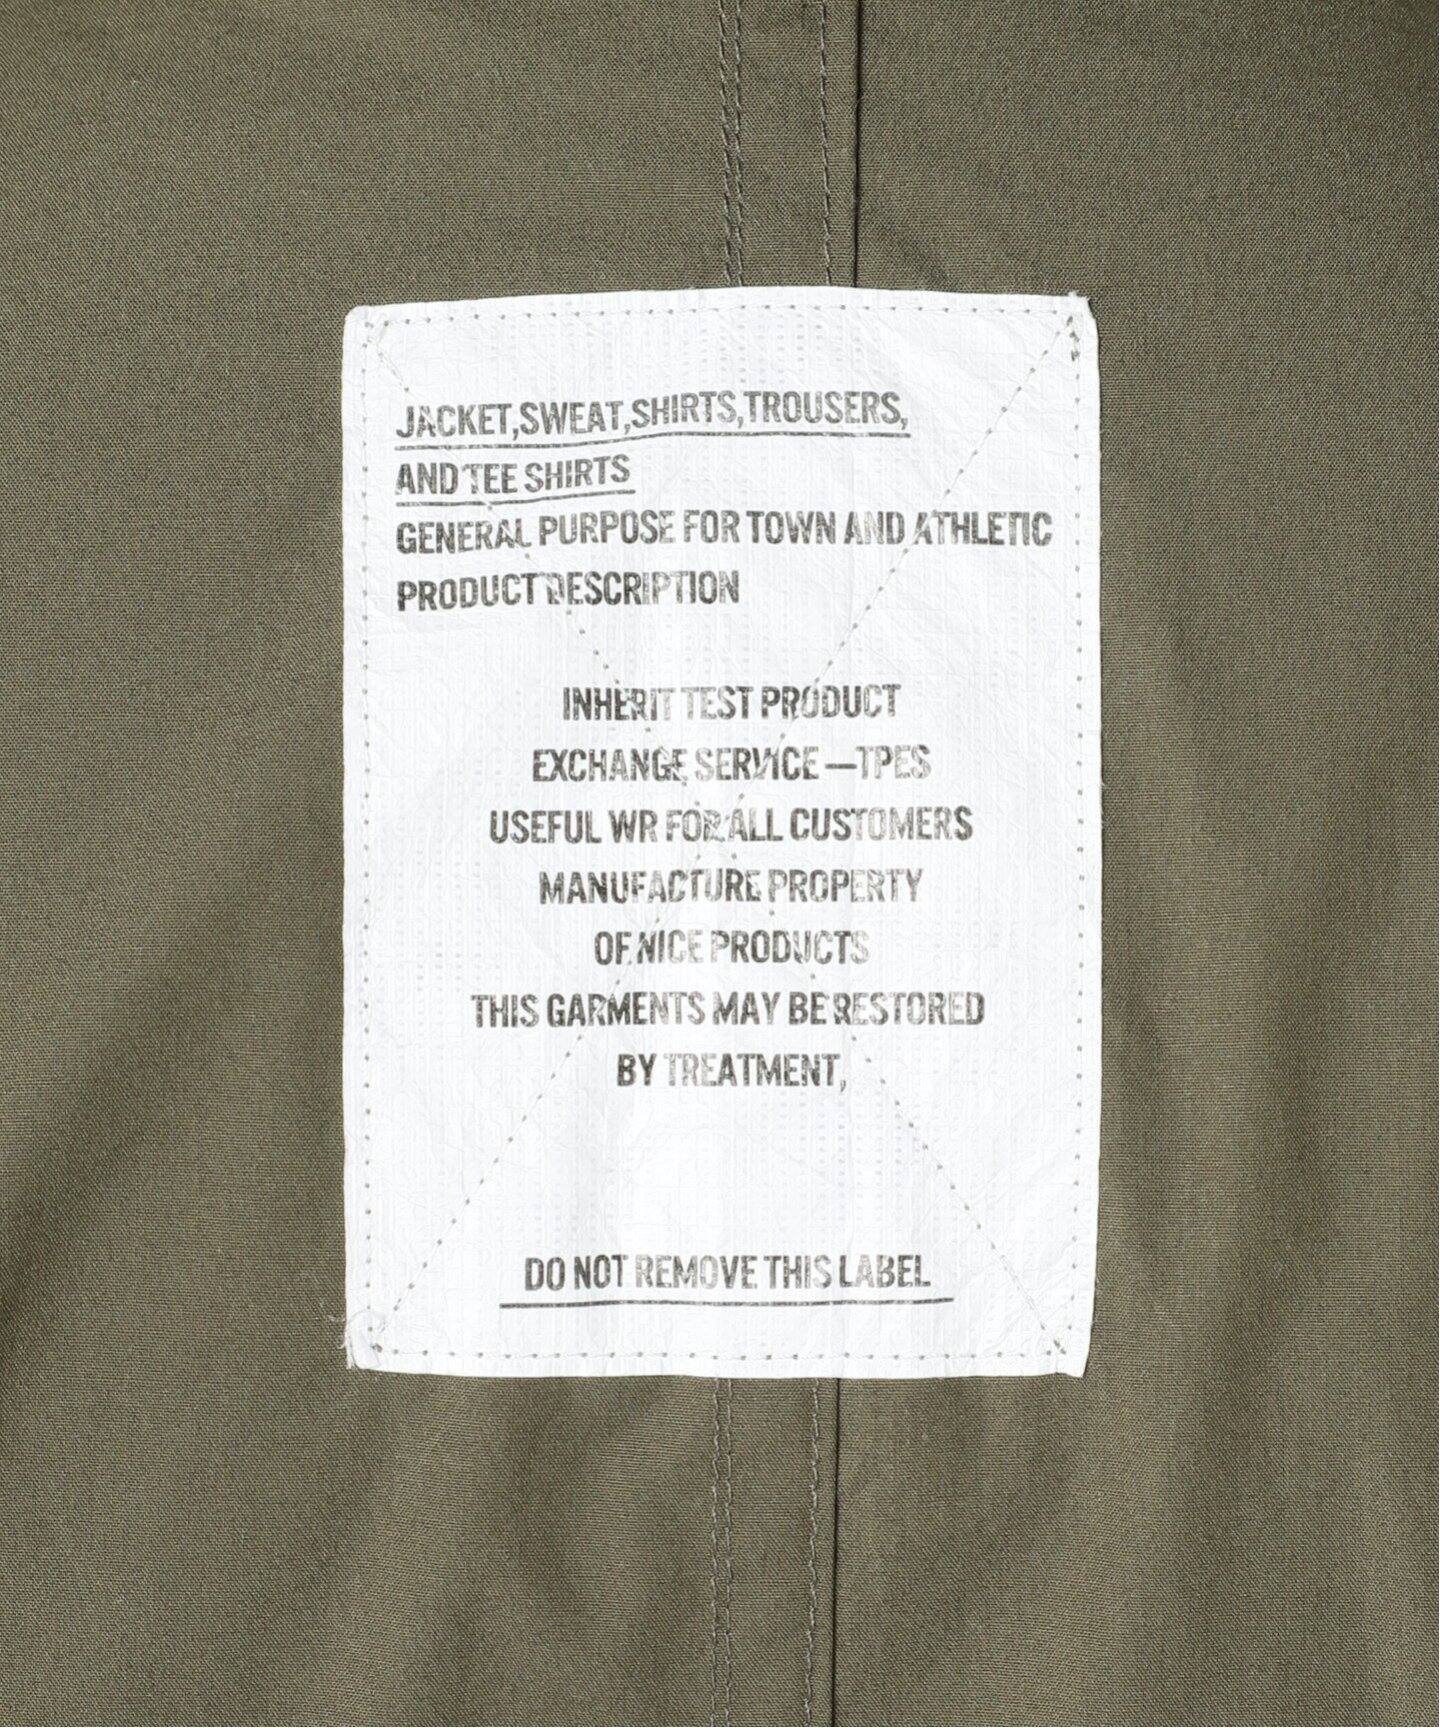 JACKET,SWEAT,SHIRTS,TROUSERS,
AND TEE SHIRTS
GENERAL PURPOSE FOR TOWN AND ATHLETIC
PRODUCT DESCRIPTION
INHERIT TEST PRODUCT
EXCHANGE SERVICE —TPES
USEFUL WR FOR ALL CUSTOMERS
MANUFACTURE PROPERTY
OF NICE PRODUCTS
THIS GARMENTS MAY BE RESTORED
BY TREATMENT,
DO NOT REMOVE THIS LABEL